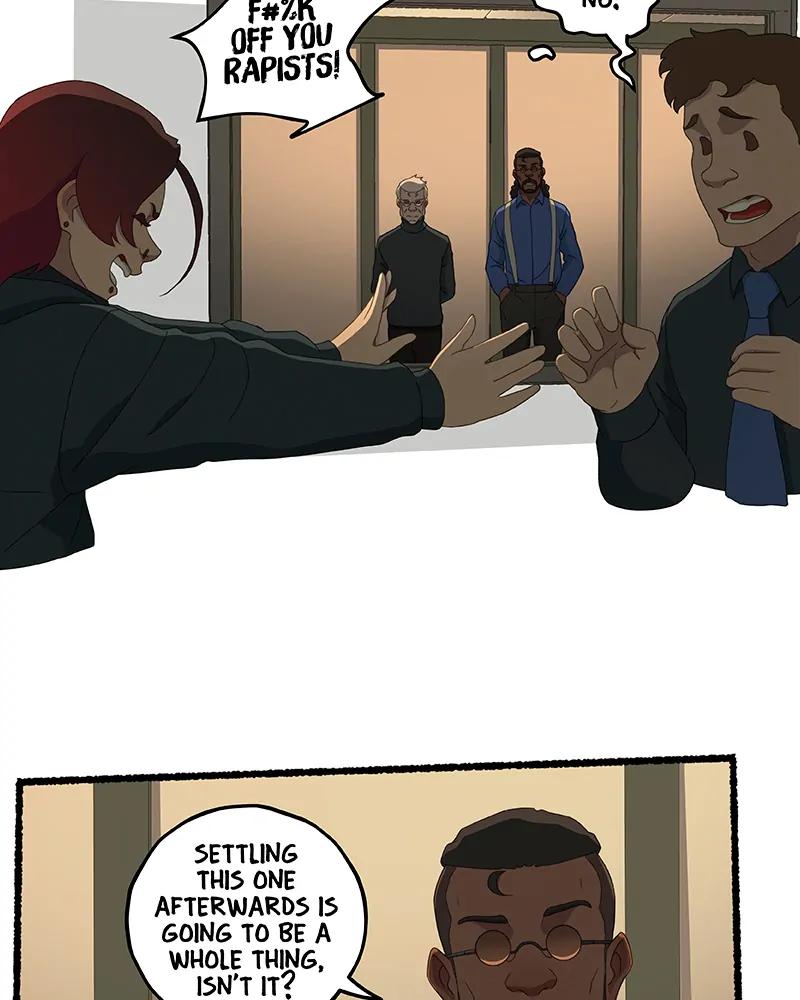 F#%K
OFF YOU
RAPISTS!
NO.
SETTLING
THIS ONE
AFTERWARDS IS
GOING TO BE A
WHOLE THING,
ISN'T IT?